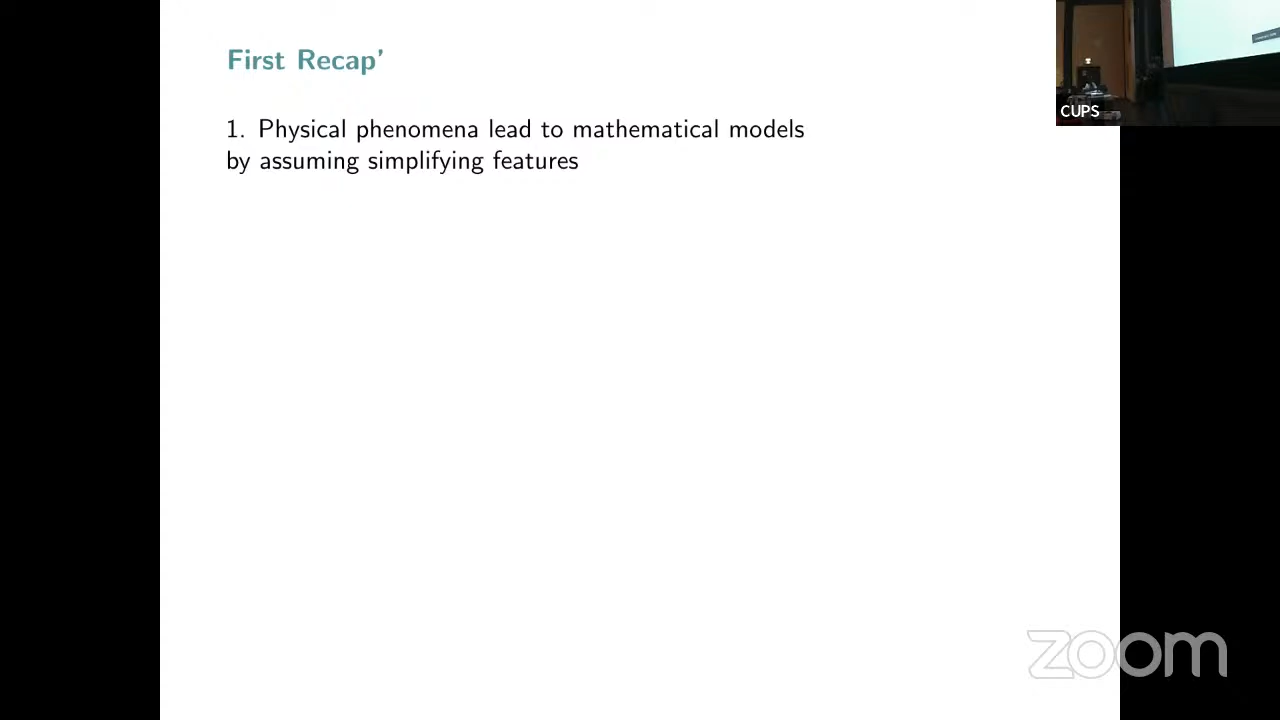 First Recap'
CUPS
1. Physical phenomena lead to mathematical models
by assuming simplifying features
zoom